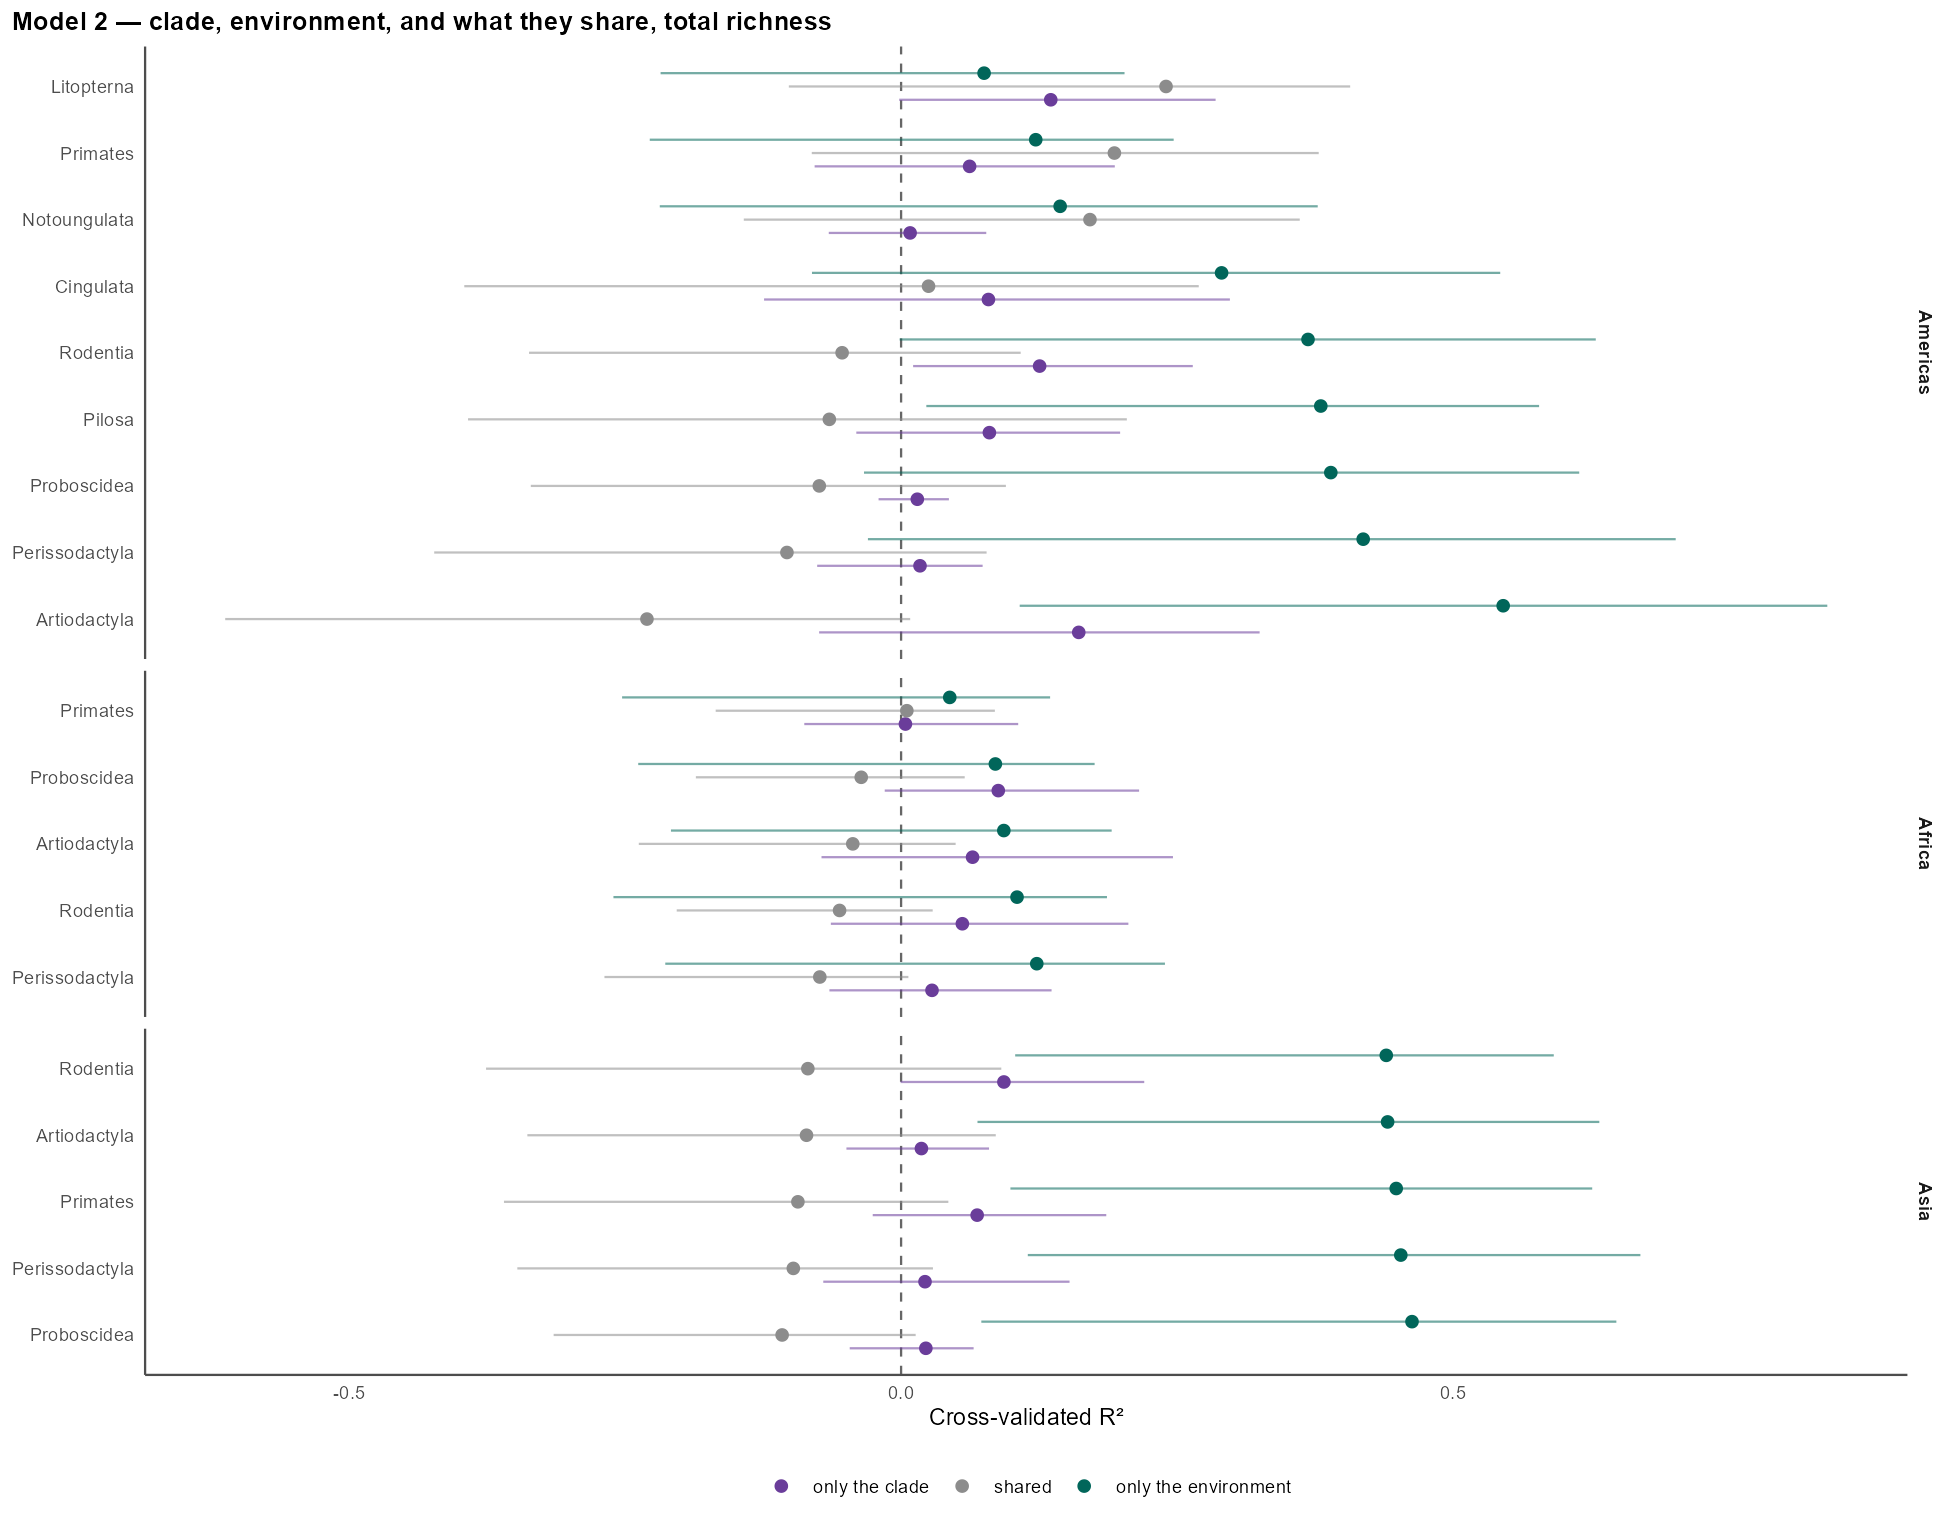 Model 2 — clade, environment, and what they share, total richness
Litopterna
Primates
Notoungulata
Cingulata
Rodentia
Pilosa
Proboscidea
Perissodactyla
Artiodactyla
Americas
Primates
Proboscidea
Artiodactyla
Rodentia
Perissodactyla
Africa
Rodentia
Artiodactyla
Primates
Perissodactyla
Proboscidea
Asia
-0.5 0.0 0.5
Cross-validated R²
only the clade shared only the environment